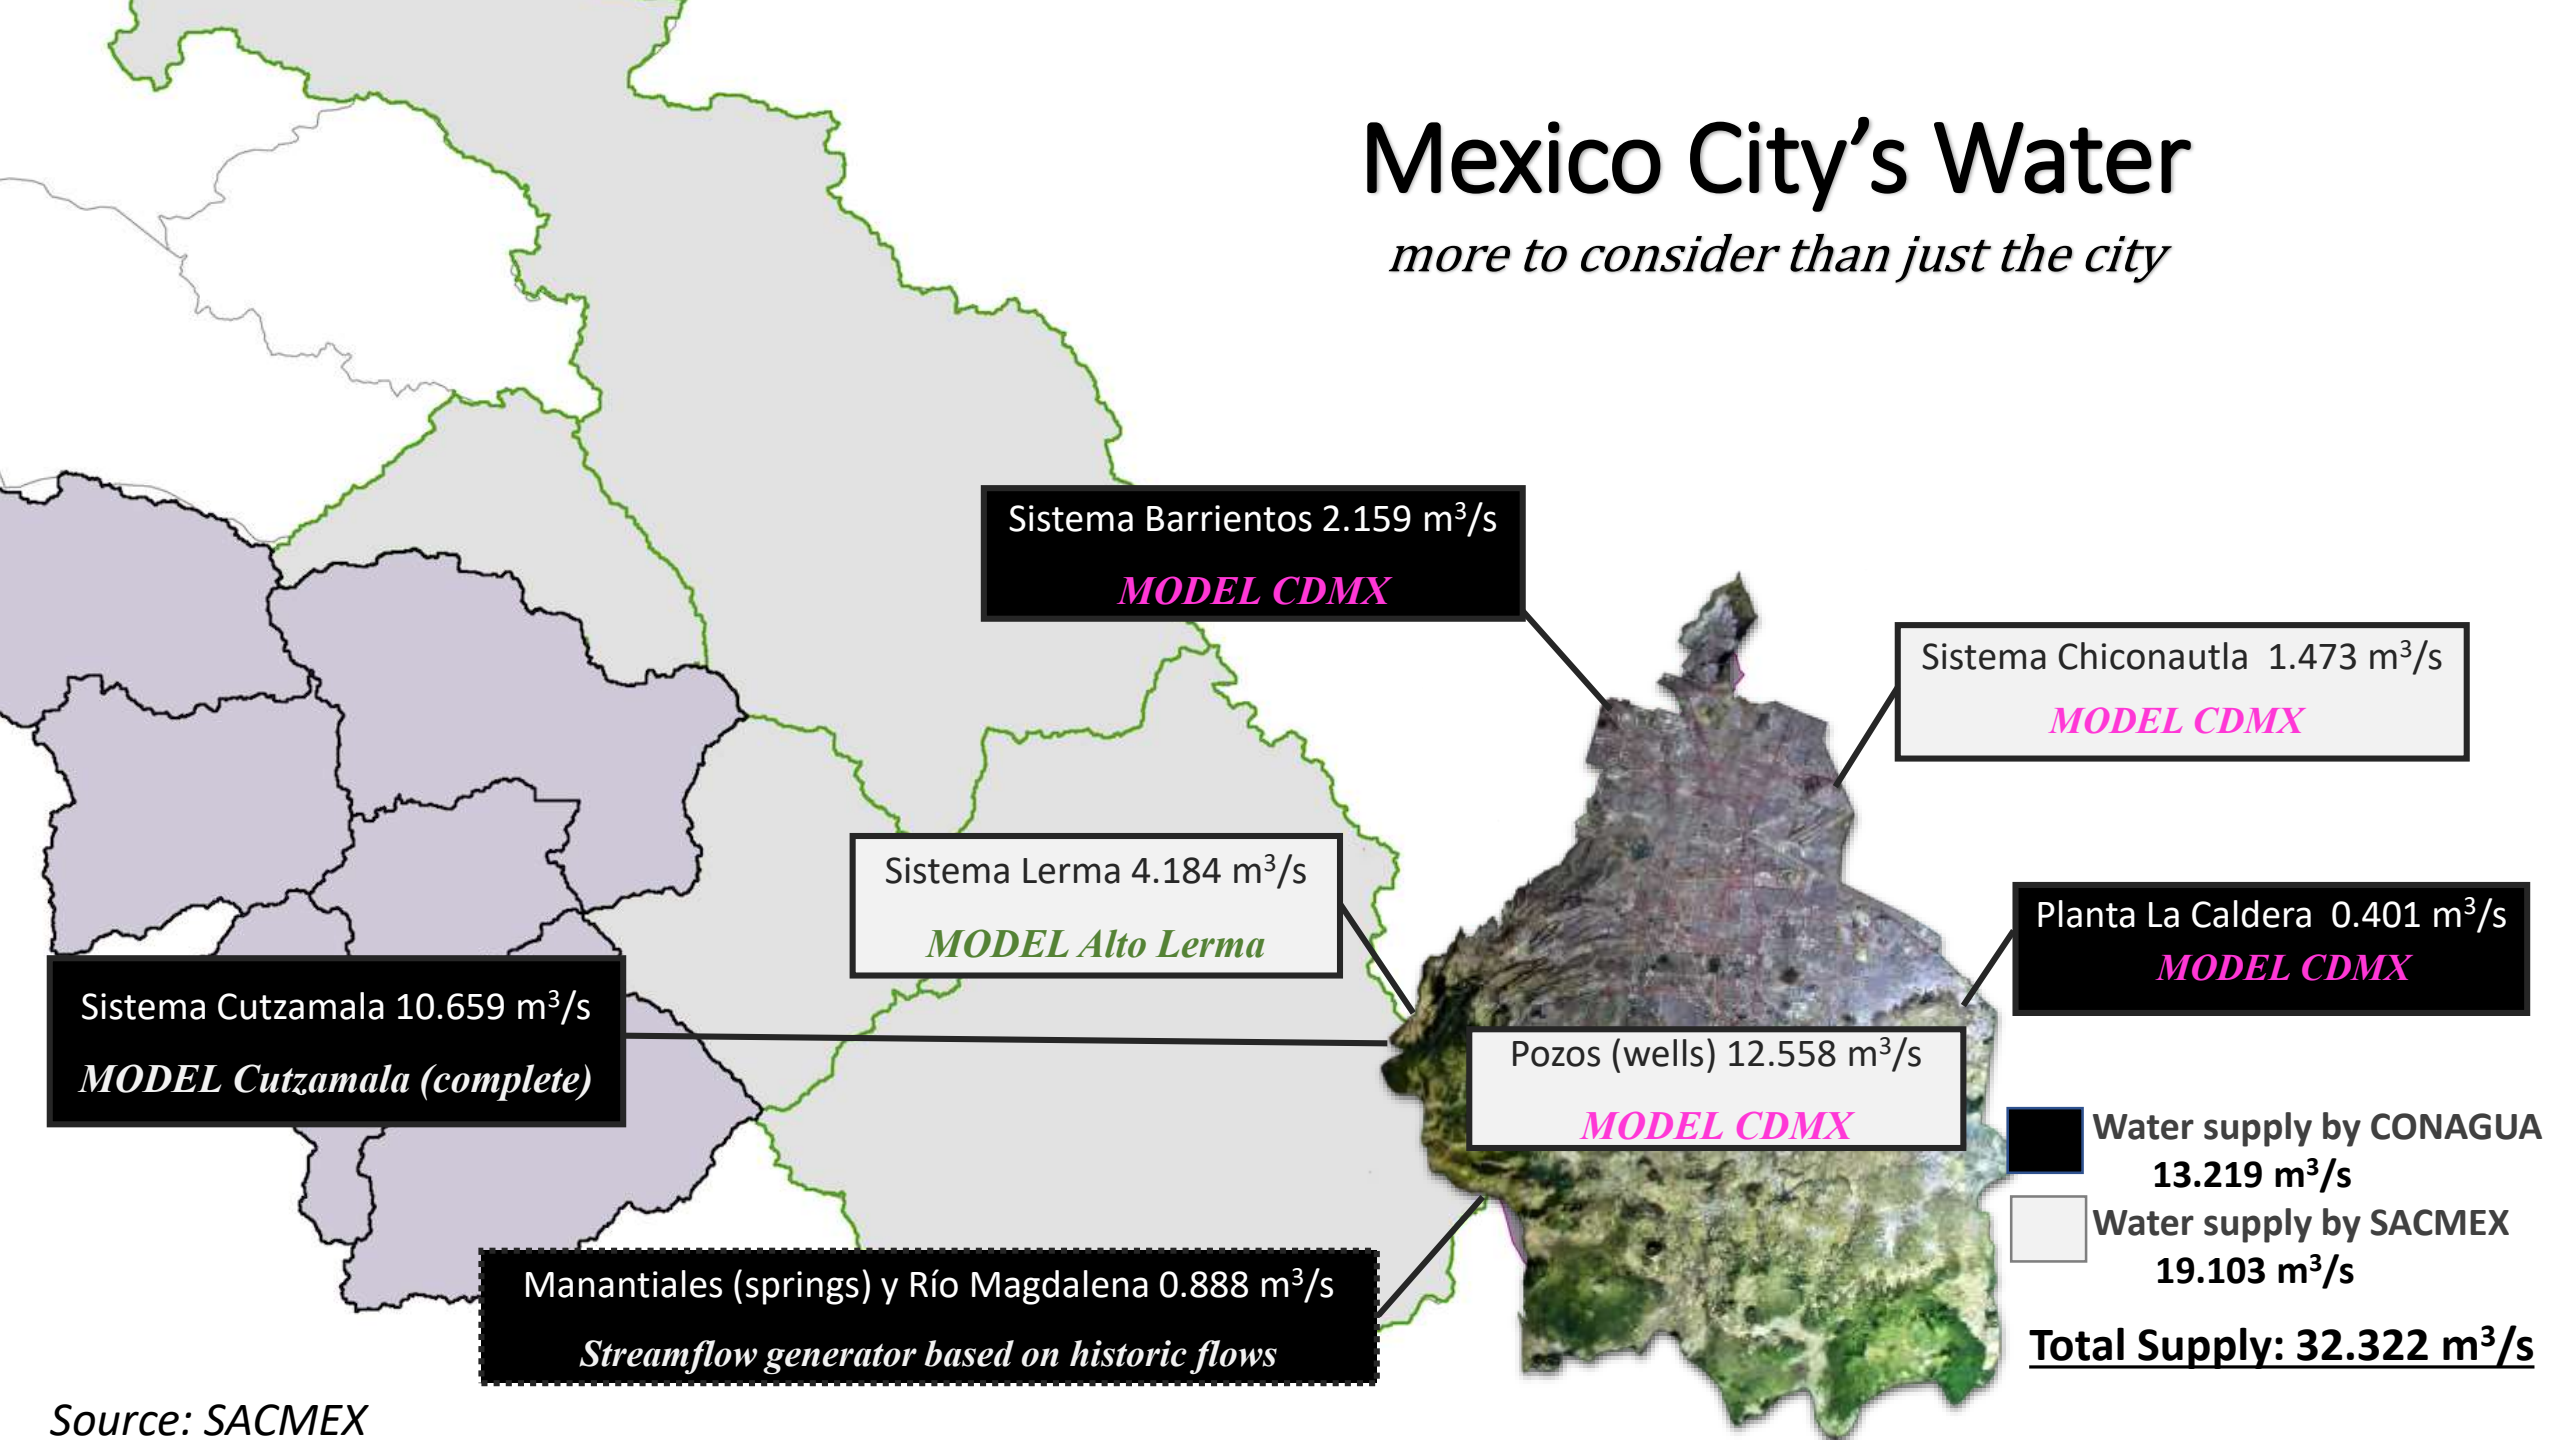 Mexico City's Water
more to consider than just the city
Sistema Barrientos 2.159 m³/s
MODEL CDMX
Sistema Chiconautla  1.473 m³/s
MODEL CDMX
Sistema Lerma 4.184 m³/s
MODEL Alto Lerma
Planta La Caldera  0.401 m³/s
MODEL CDMX
Sistema Cutzamala 10.659 m³/s
MODEL Cutzamala (complete)
Pozos (wells) 12.558 m³/s
MODEL CDMX
Water supply by CONAGUA
13.219 m³/s
Water supply by SACMEX
19.103 m³/s
Manantiales (springs) y Río Magdalena 0.888 m³/s
Streamflow generator based on historic flows
Total Supply: 32.322 m³/s
Source: SACMEX